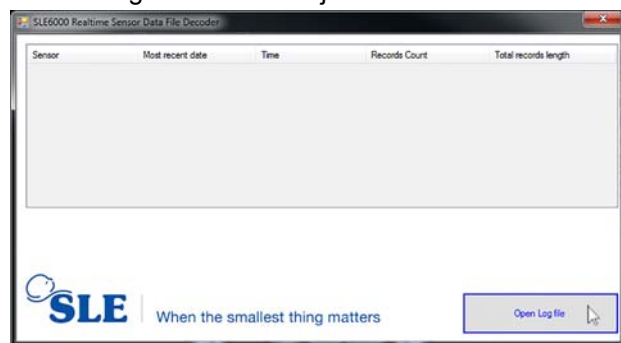 SLE6000 Realtime Sensor Data File Decoder
Sensor Most recent date Time Records Count Total records length
SLE When the smallest thing matters
Open Log file